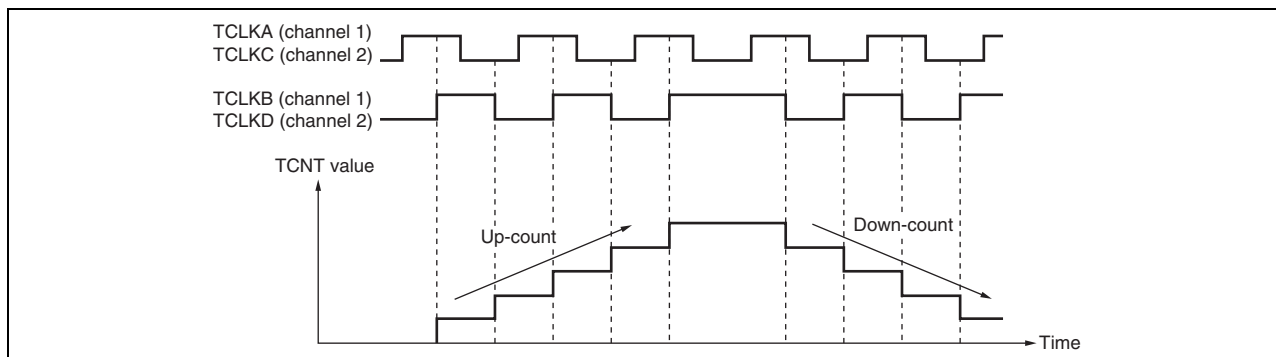 TCLKA (channel 1)
TCLKC (channel 2)
TCLKB (channel 1)
TCLKD (channel 2)
TCNT value
Up-count
Down-count
Time